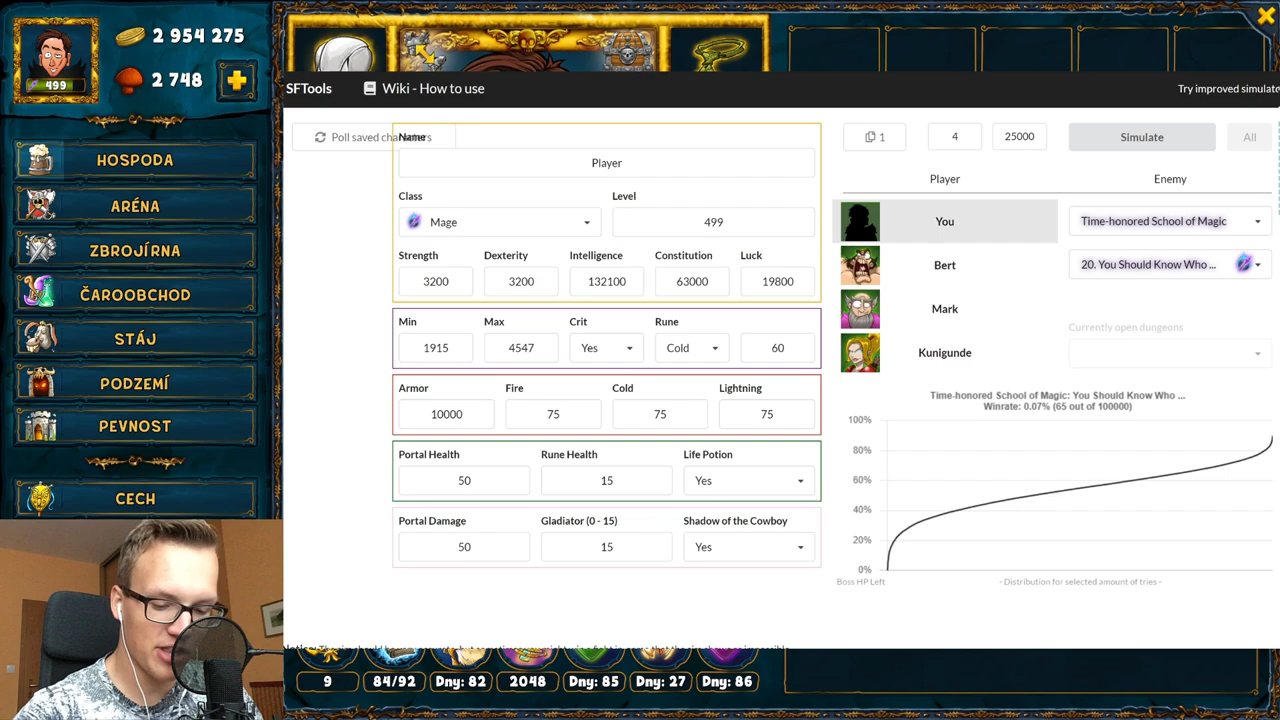 2 954 275
2 748
499
HOSPODA
ARÉNA
ZBROJÍRNA
ČAROOBCHOD
STÁJ
PODZEMÍ
PEVNOST
CECH
SFTools
Wiki - How to use
Try improved simulate
Poll saved characters
Name
Player
Class
Level
Mage
499
Strength
Dexterity
Intelligence
Constitution
Luck
3200
3200
132100
63000
19800
Min
Max
Crit
Rune
1915
4547
Yes
Cold
60
Armor
Fire
Cold
Lightning
10000
75
75
75
Portal Health
Rune Health
Life Potion
50
15
Yes
Portal Damage
Gladiator (0 - 15)
Shadow of the Cowboy
50
15
Yes
1
4
25000
Simulate
All
Player
Enemy
You
Time-honored School of Magic
Bert
20. You Should Know Who ...
Mark
Currently open dungeons
Kunigunde
Time-honored School of Magic: You Should Know Who ...
Winrate: 0.07% (65 out of 100000)
100%
80%
60%
40%
20%
0%
Boss HP Left
- Distribution for selected amount of tries -
9
84/92
Dny: 82
2048
Dny: 85
Dny: 27
Dny: 86